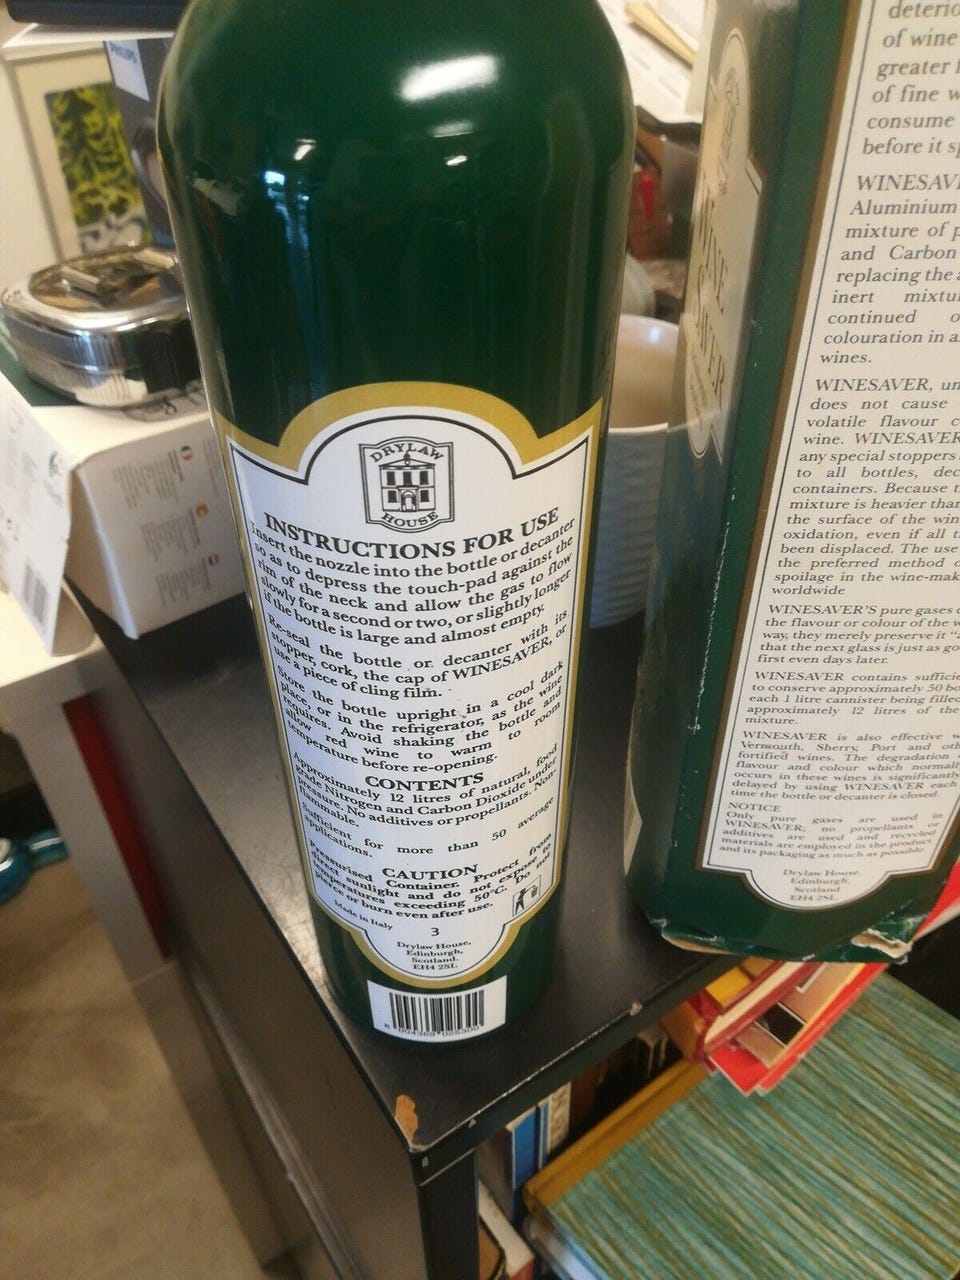 PHILIPS
DRYLAW
HOUSE
INSTRUCTIONS FOR USE
Insert the nozzle into the bottle or decanter
so as to depress the touch-pad against the
rim of the neck and allow the gas to flow
slowly for a second or two, or slightly longer
if the bottle is large and almost empty.
Re-seal the bottle or decanter with its
stopper, cork, the cap of WINESAVER, or
use a piece of cling film.
Store the bottle upright in a cool dark
place, or in the refrigerator, as the wine
requires. Avoid shaking the bottle and
allow red wine to warm to room
temperature before re-opening.
CONTENTS
Approximately 12 litres of natural, food
grade Nitrogen and Carbon Dioxide under
pressure. No additives or propellants. Non-
flammable.
Sufficient for more than 50 average
applications.
CAUTION
Pressurised Container. Protect from
direct sunlight and do not expose to
temperatures exceeding 50°C. Do not
pierce or burn even after use.
Made in Italy
3
Drylaw House,
Edinburgh,
Scotland.
EH4 2SL
8 004369 025300
WINE
SAVER
of wine
greater
of fine
consume
before it
WINESAV
Aluminium
mixture of
and Carbon
replacing the
inert
continued
colouration in
wines.
WINESAVER,
does not cause
volatile flavour
wine. WINESAVER
any special stoppers
to all bottles,
containers. Because
mixture is heavier
the surface of the
oxidation, even if all
been displaced. The use
the preferred method
spoilage in the wine-mak
worldwide
WINESAVER'S pure gases
the flavour or colour of the
way, they merely preserve it
that the next glass is just as
first even days later.
WINESAVER contains
to conserve approximately 50
each 1 litre cannister being filled
approximately 12 litres of the
mixture.
WINESAVER is also effective
Vermouth, Sherry, Port and
fortified wines. The degradation
flavour and colour which
occurs in these wines is
delayed by using WINESAVER each
time the bottle or decanter is closed.
NOTICE
Only pure gases are used in
WINESAVER; no propellants or
additives are used and recycled
materials are employed in the product
and its packaging as much as possible.
Drylaw House,
Edinburgh,
Scotland
EH4 2SL